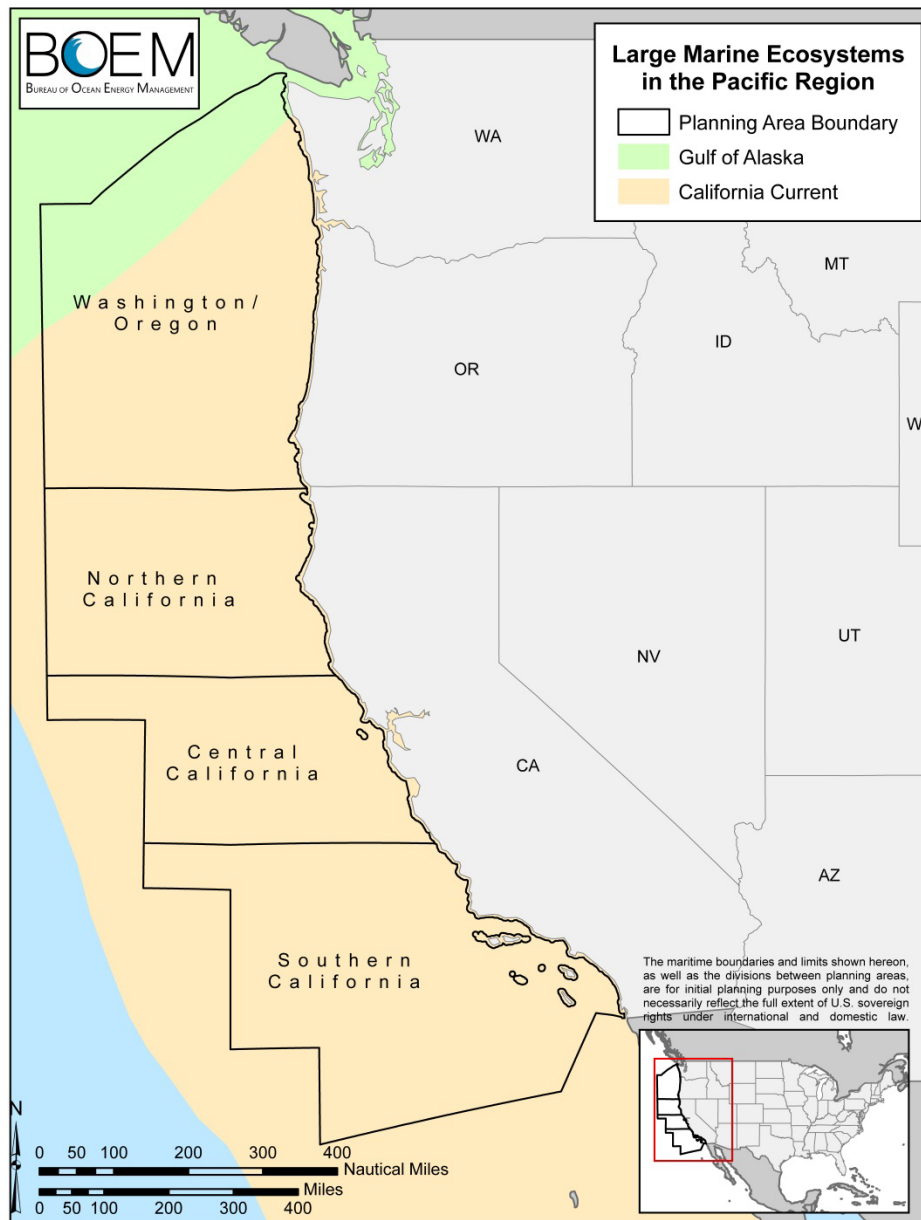 BOEM
BUREAU OF OCEAN ENERGY MANAGEMENT
Large Marine Ecosystems
in the Pacific Region
Planning Area Boundary
Gulf of Alaska
California Current
WA
MT
Washington/
Oregon
ID
OR
W
Northern
California
UT
NV
Central
California
CA
AZ
Southern
California
The maritime boundaries and limits shown hereon,
as well as the divisions between planning areas,
are for initial planning purposes only and do not
necessarily reflect the full extent of U.S. sovereign
rights under international and domestic law.
N
0 50 100 200 300 400
Nautical Miles
Miles
0 50 100 200 300 400